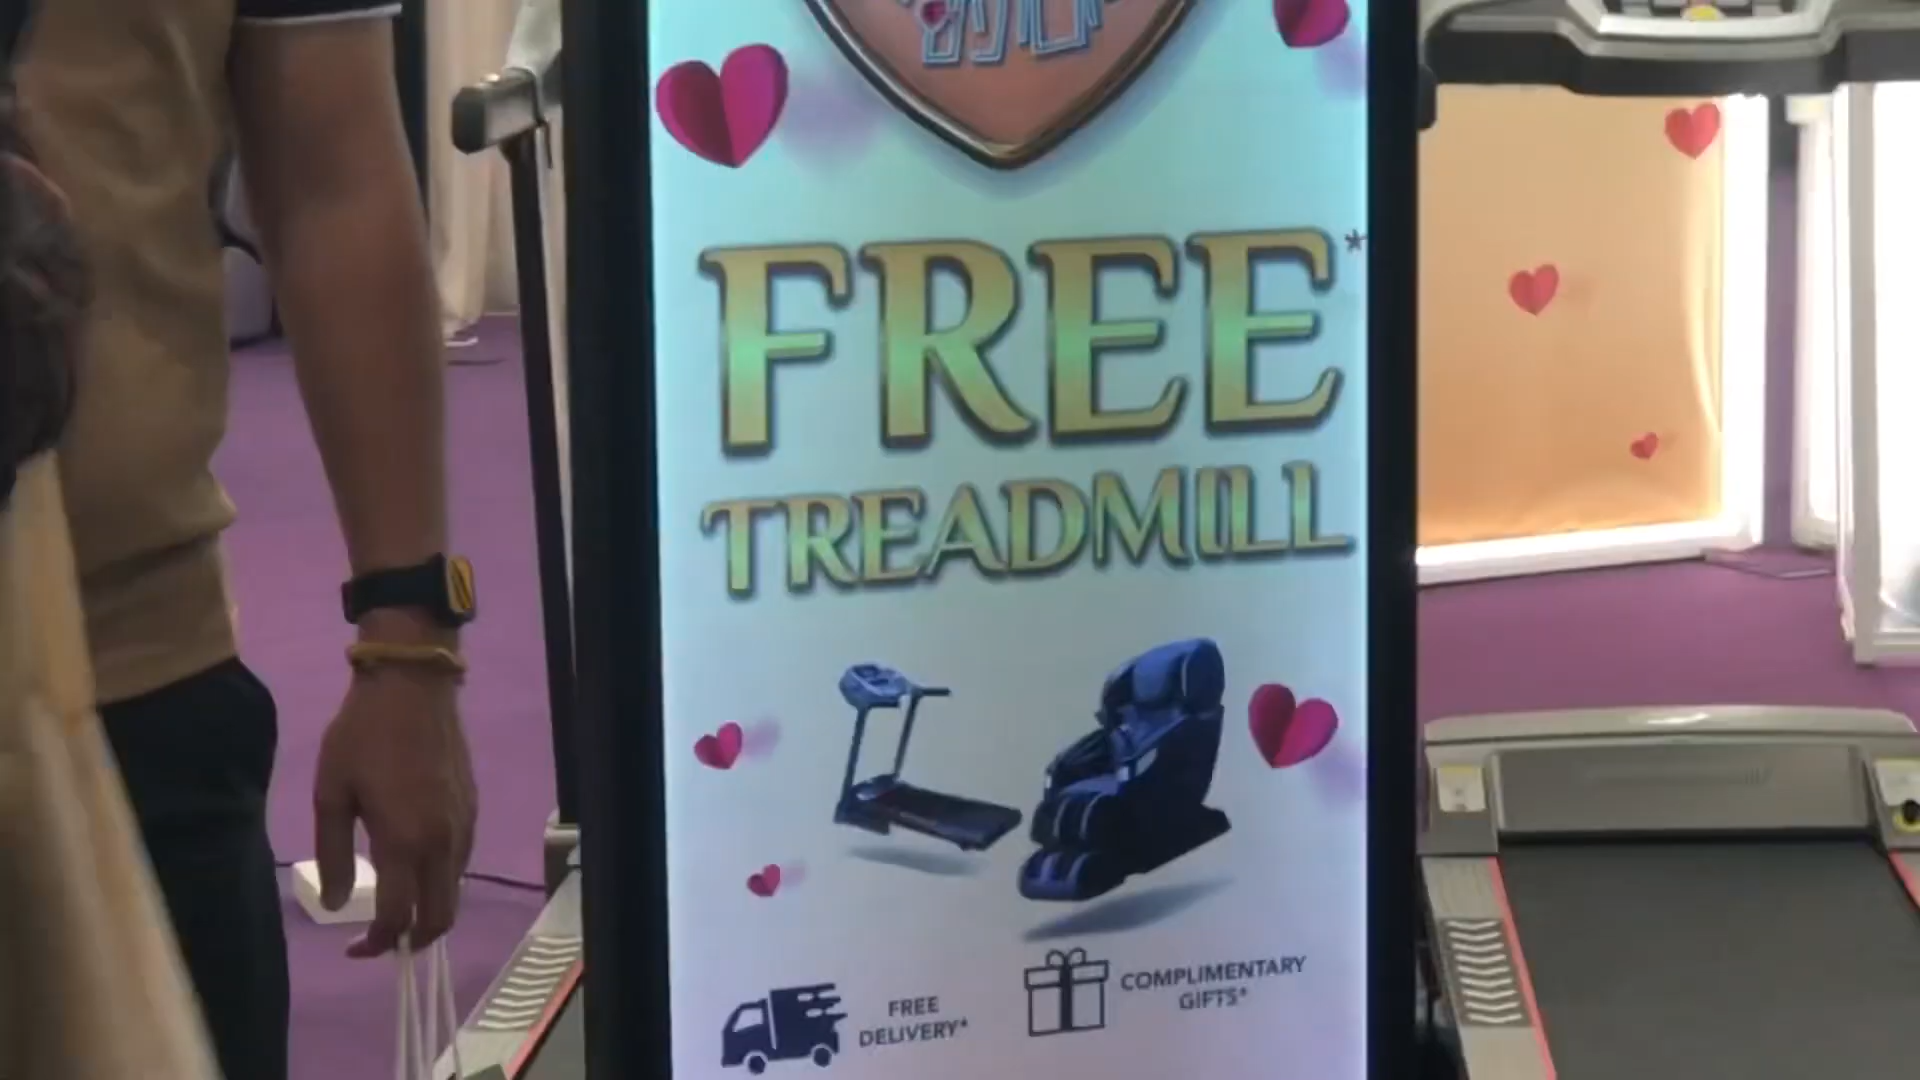 FREE*
TREADMILL
FREE
DELIVERY*
COMPLIMENTARY
GIFTS*